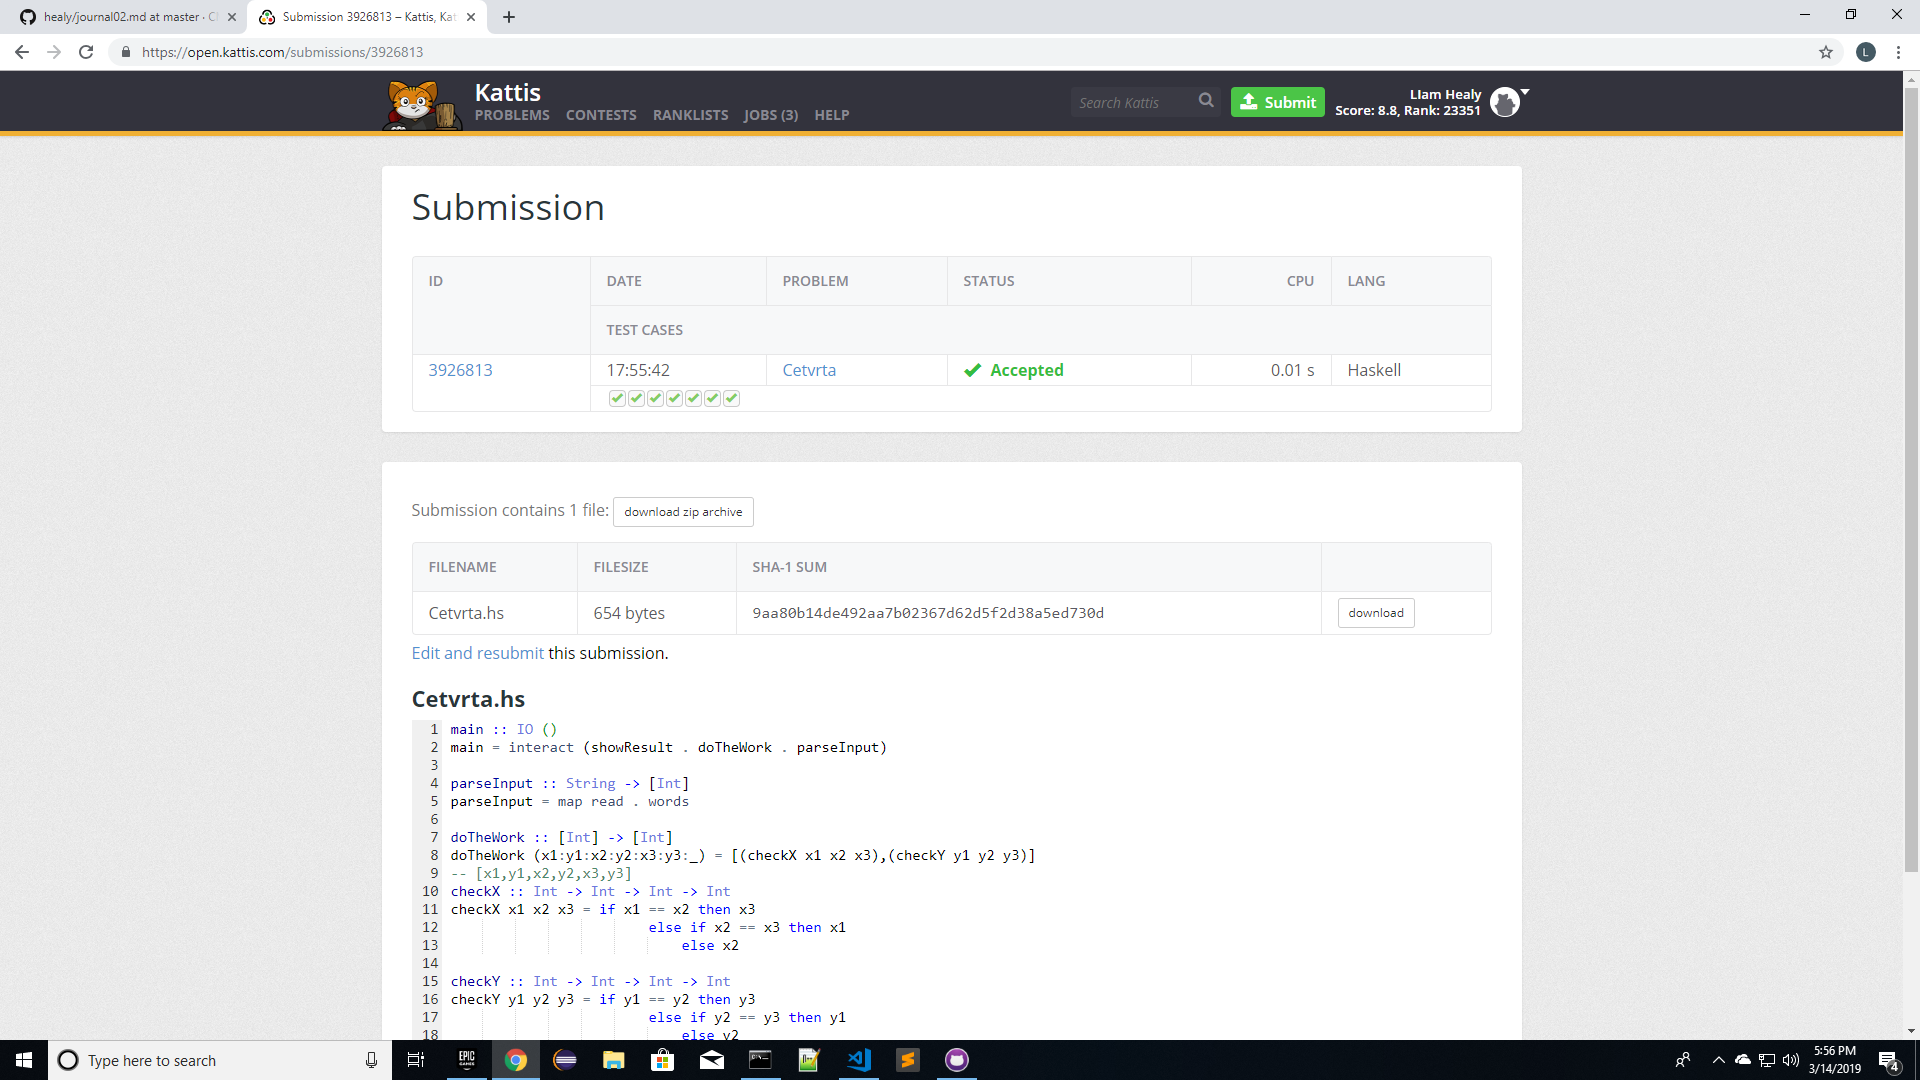 healy/journal02.md at master · Cl
Submission 3926813 – Kattis, Kat
https://open.kattis.com/submissions/3926813
L
Kattis
PROBLEMS CONTESTS RANKLISTS JOBS (3) HELP
Search Kattis
Submit
LIam Healy
Score: 8.8, Rank: 23351
Submission
ID DATE PROBLEM STATUS CPU LANG
TEST CASES
3926813 17:55:42 Cetvrta Accepted 0.01 s Haskell
Submission contains 1 file: download zip archive
FILENAME FILESIZE SHA-1 SUM
Cetvrta.hs 654 bytes 9aa80b14de492aa7b02367d62d5f2d38a5ed730d download
Edit and resubmit this submission.
Cetvrta.hs
1 main :: IO ()
2 main = interact (showResult . doTheWork . parseInput)
3
4 parseInput :: String -> [Int]
5 parseInput = map read . words
6
7 doTheWork :: [Int] -> [Int]
8 doTheWork (x1:y1:x2:y2:x3:y3:_) = [(checkX x1 x2 x3),(checkY y1 y2 y3)]
9 -- [x1,y1,x2,y2,x3,y3]
10 checkX :: Int -> Int -> Int -> Int
11 checkX x1 x2 x3 = if x1 == x2 then x3
12 else if x2 == x3 then x1
13 else x2
14
15 checkY :: Int -> Int -> Int -> Int
16 checkY y1 y2 y3 = if y1 == y2 then y3
17 else if y2 == y3 then y1
18 else y2
Type here to search
EPIC GAMES
5:56 PM
3/14/2019
4